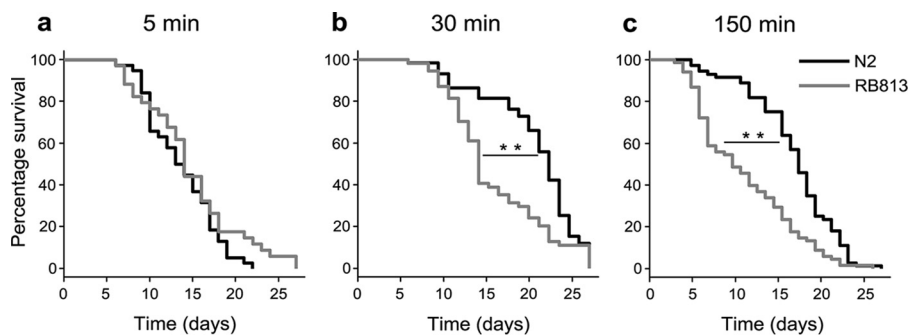 a 5 min b 30 min c 150 min
Percentage survival
100 100 100 N2
80 80 80 RB813
60 60 60
* * * *
40 40 40
20 20 20
0 0 0
0 5 10 15 20 25 0 5 10 15 20 25 0 5 10 15 20 25
Time (days) Time (days) Time (days)